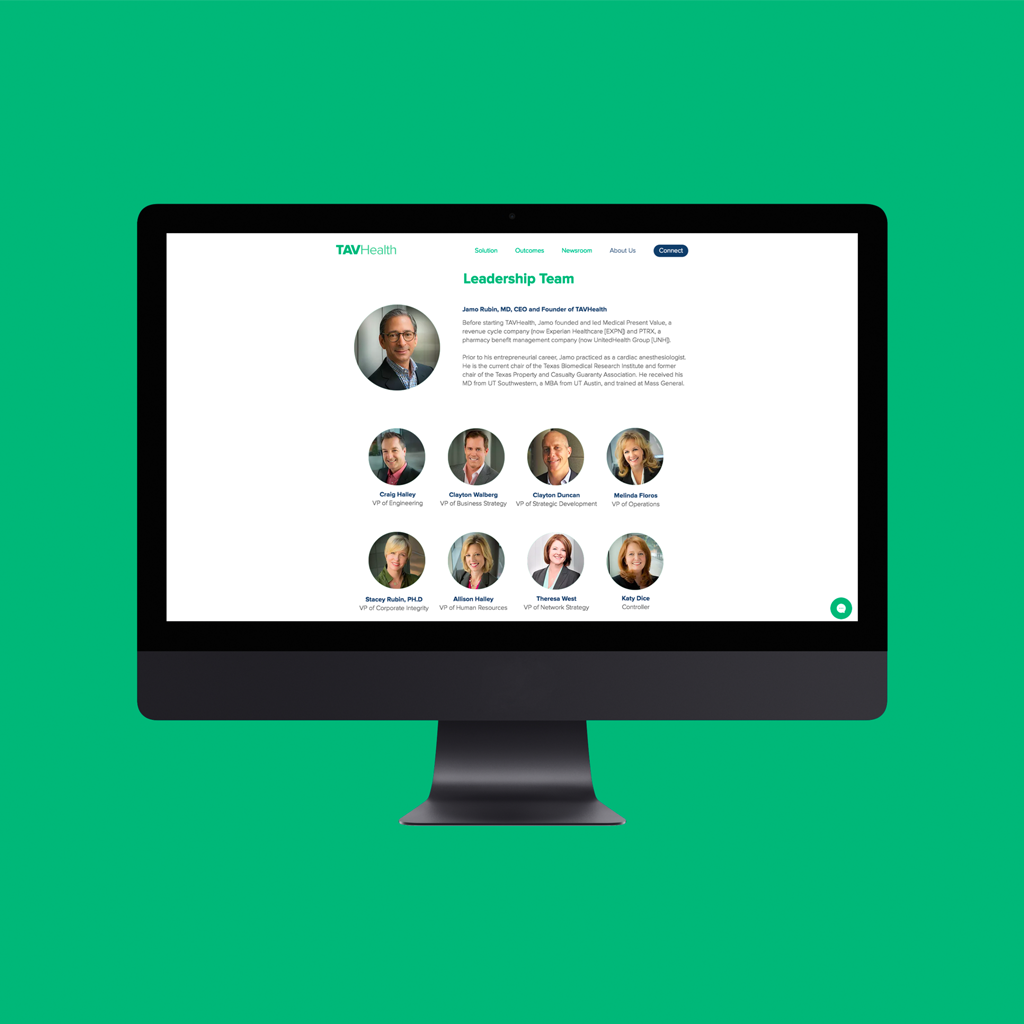 TAVHealth
Solution Outcomes Newsroom About Us Connect
Leadership Team
Jamo Rubin, MD, CEO and Founder of TAVHealth
Before starting TAVHealth, Jamo founded and led Medical Present Value, a
revenue cycle company (now Experian Healthcare [EXPN]) and PTRX, a
pharmacy benefit management company (now UnitedHealth Group [UNH]).
Prior to his entrepreneurial career, Jamo practiced as a cardiac anesthesiologist.
He is the current chair of the Texas Biomedical Research Institute and former
chair of the Texas Property and Casualty Guaranty Association. He received his
MD from UT Southwestern, a MBA from UT Austin, and trained at Mass General.
Craig Halley
VP of Engineering
Clayton Walberg
VP of Business Strategy
Clayton Duncan
VP of Strategic Development
Melinda Floros
VP of Operations
Stacey Rubin, PH.D
VP of Corporate Integrity
Allison Hailey
VP of Human Resources
Theresa West
VP of Network Strategy
Katy Dice
Controller